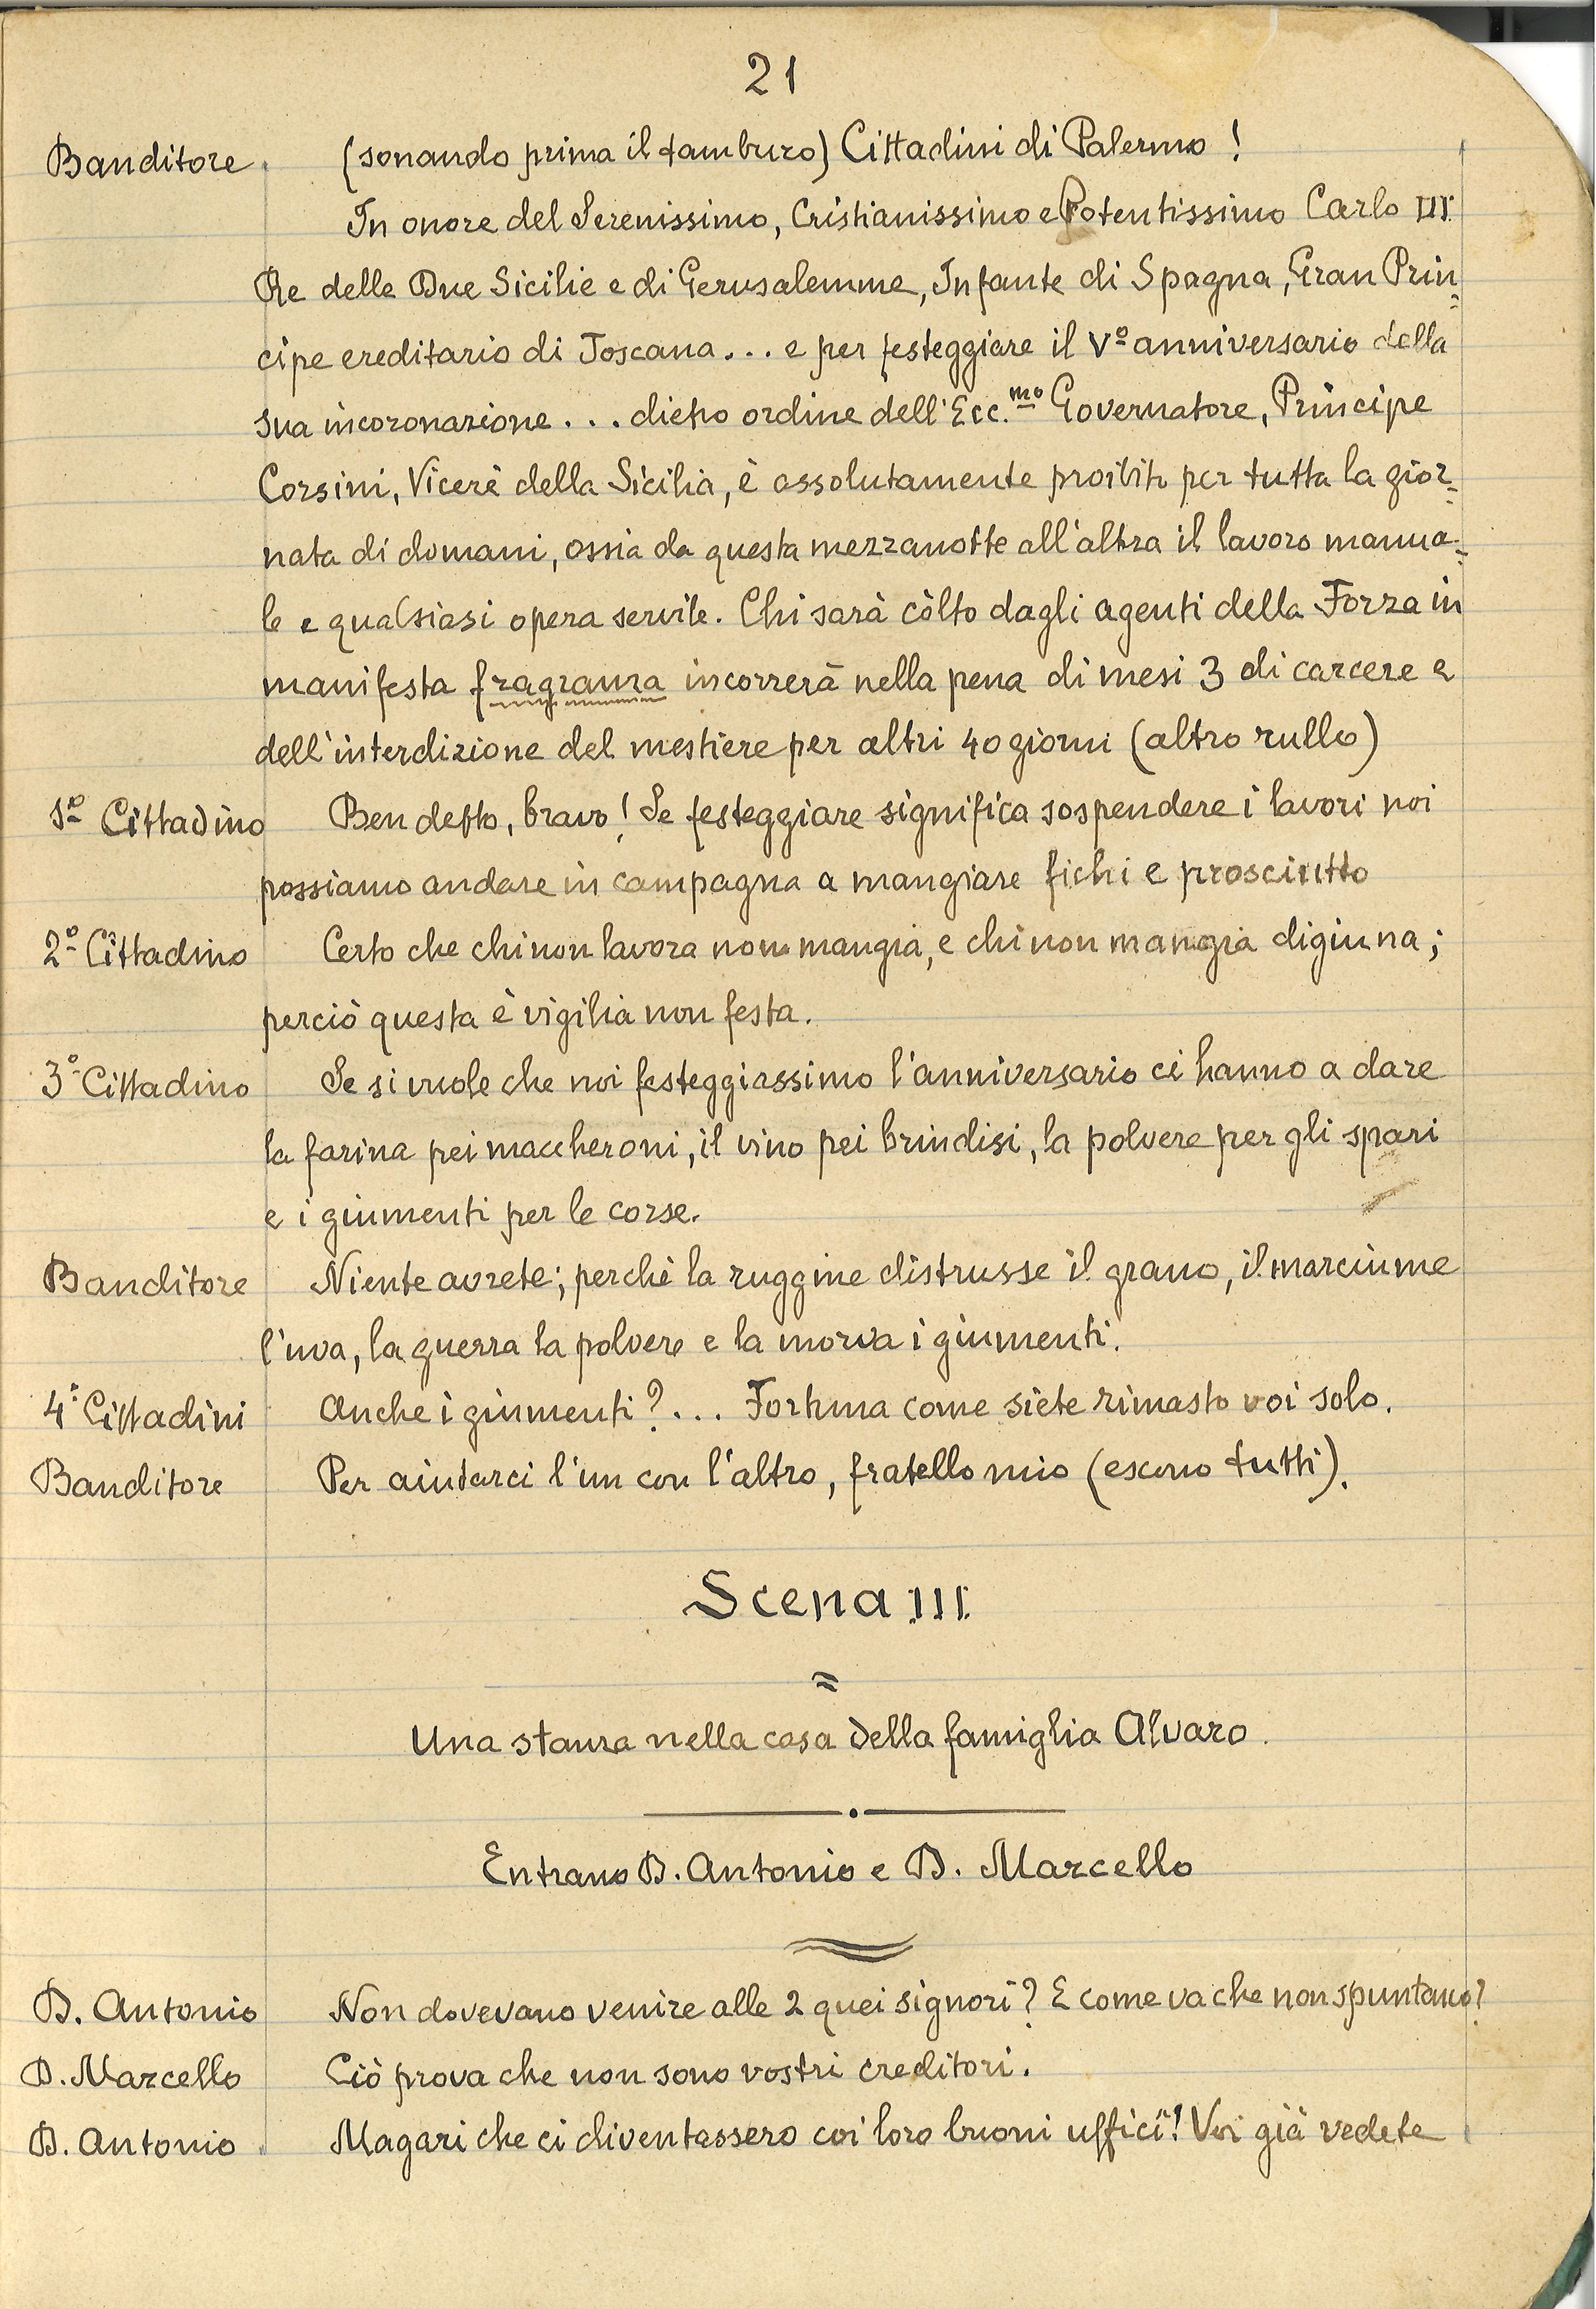 21
Banditore (sonando prima il tamburo) Cittadini di Palermo !
In onore del Serenissimo, Cristianissimo e Potentissimo Carlo III
Re delle Due Sicilie e di Gerusalemme, Infante di Spagna, Gran Prin=
cipe ereditario di Toscana... e per festeggiare il Vº anniversario della
sua incoronazione... dietro ordine dell'Ecc.mo Governatore, Principe
Corsini, Vicerè della Sicilia, è assolutamente proibito per tutta la gior=
nata di domani, ossia da questa mezzanotte all'altra il lavoro manua=
le e qualsiasi opera servile. Chi sarà còlto dagli agenti della Forza in
manifesta fragranza incorrerà nella pena di mesi 3 di carcere e
dell'interdizione del mestiere per altri 40 giorni (altro rullo)
1º Cittadino Ben detto, bravo! Se festeggiare significa sospendere i lavori noi
possiamo andare in campagna a mangiare fichi e prosciutto
2º Cittadino Certo che chi non lavora non mangia, e chi non mangia digiuna;
perciò questa è vigilia non festa.
3º Cittadino Se si vuole che noi festeggiassimo l'anniversario ci hanno a dare
la farina pei maccheroni, il vino pei brindisi, la polvere per gli spari
e i giumenti per le corse.
Banditore Niente avrete; perchè la ruggine distrusse il grano, il marciume
l'uva, la guerra la polvere e la morva i giumenti.
4º Cittadini Anche i giumenti?... Fortuna come siete rimasto voi solo.
Banditore Per aiutarci l'un con l'altro, fratello mio (escono tutti).
Scena III
=
Una stanza nella casa della famiglia Alvaro.
Entrano D. Antonio e D. Marcello
D. Antonio Non dovevano venire alle 2 quei signori? E come va che non spuntano?
D. Marcello Ciò prova che non sono vostri creditori.
D. Antonio Magari che ci diventassero coi loro buoni uffici! Voi già vedete